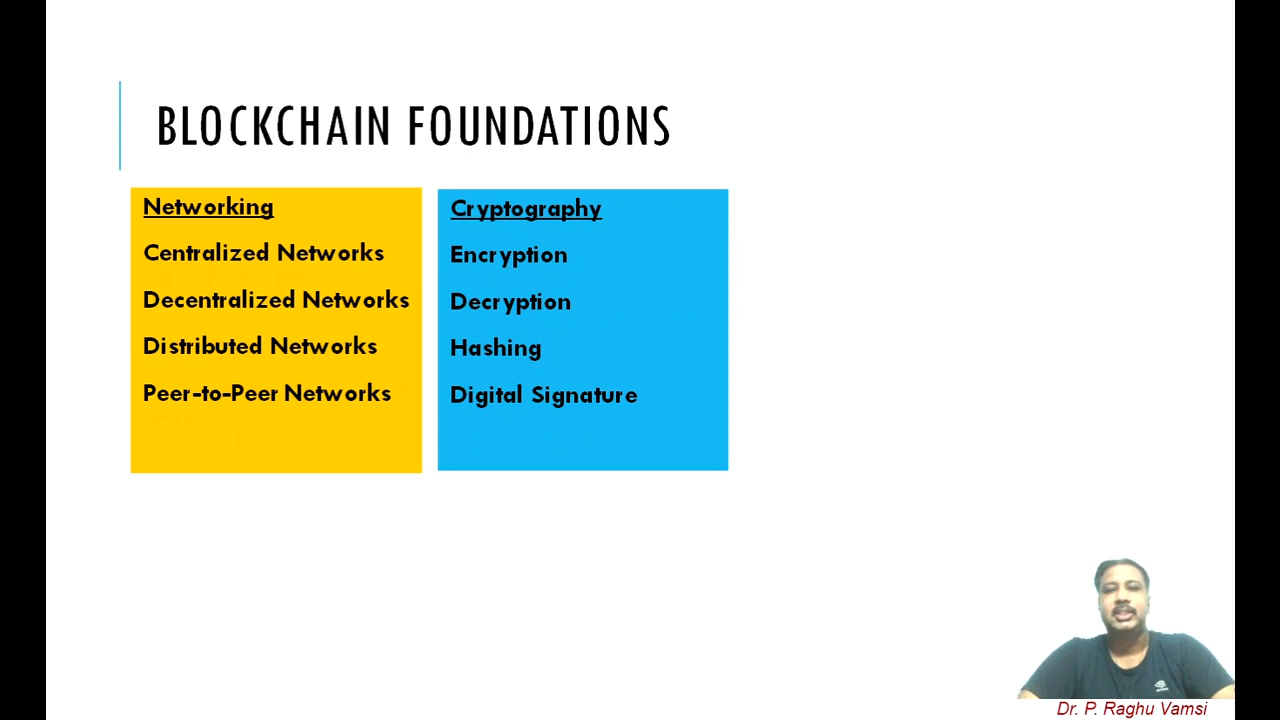 BLOCKCHAIN FOUNDATIONS
Networking
Centralized Networks
Decentralized Networks
Distributed Networks
Peer-to-Peer Networks
Cryptography
Encryption
Decryption
Hashing
Digital Signature
Dr. P. Raghu Vamsi